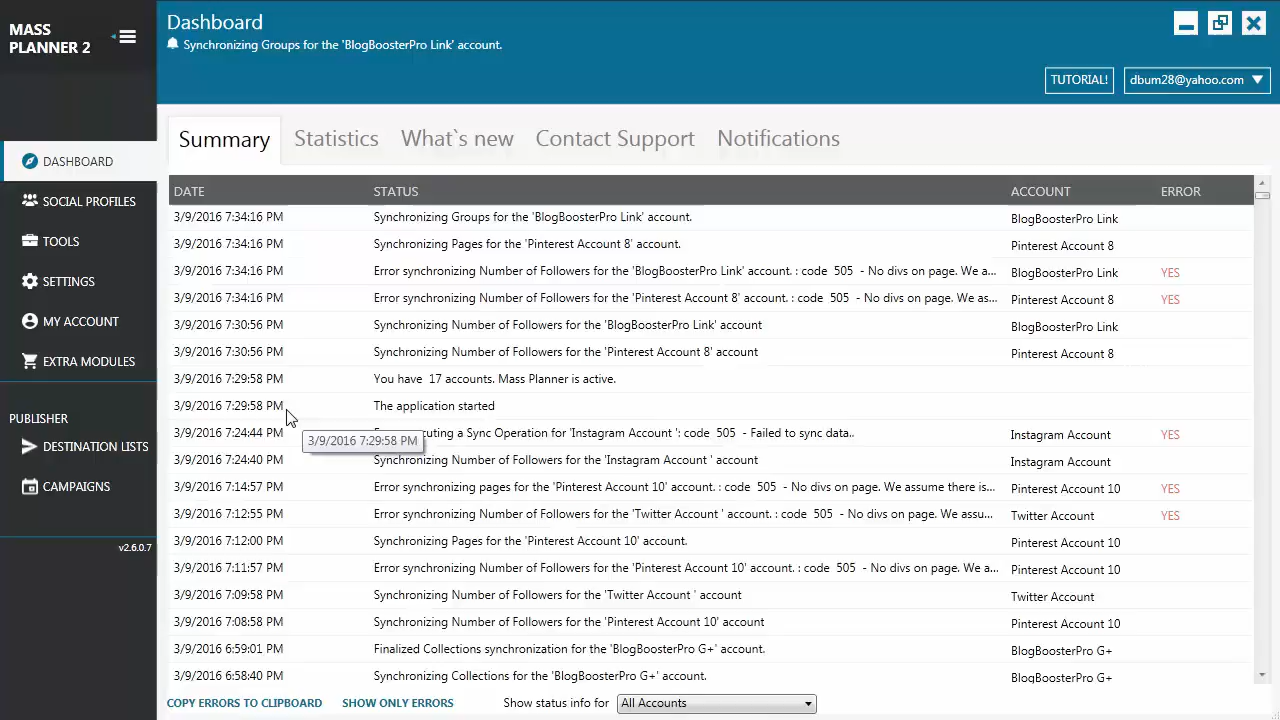 MASS
PLANNER 2
Dashboard
Synchronizing Groups for the 'BlogBoosterPro Link' account.
TUTORIAL!
dbum28@yahoo.com
DASHBOARD
SOCIAL PROFILES
TOOLS
SETTINGS
MY ACCOUNT
EXTRA MODULES
PUBLISHER
DESTINATION LISTS
CAMPAIGNS
v2.6.0.7
Summary Statistics What`s new Contact Support Notifications
DATE STATUS ACCOUNT ERROR
3/9/2016 7:34:16 PM Synchronizing Groups for the 'BlogBoosterPro Link' account. BlogBoosterPro Link
3/9/2016 7:34:16 PM Synchronizing Pages for the 'Pinterest Account 8' account. Pinterest Account 8
3/9/2016 7:34:16 PM Error synchronizing Number of Followers for the 'BlogBoosterPro Link' account. : code 505 - No divs on page. We a... BlogBoosterPro Link YES
3/9/2016 7:34:16 PM Error synchronizing Number of Followers for the 'Pinterest Account 8' account. : code 505 - No divs on page. We as... Pinterest Account 8 YES
3/9/2016 7:30:56 PM Synchronizing Number of Followers for the 'BlogBoosterPro Link' account BlogBoosterPro Link
3/9/2016 7:30:56 PM Synchronizing Number of Followers for the 'Pinterest Account 8' account Pinterest Account 8
3/9/2016 7:29:58 PM You have 17 accounts. Mass Planner is active.
3/9/2016 7:29:58 PM The application started
3/9/2016 7:24:44 PM cuting a Sync Operation for 'Instagram Account ': code 505 - Failed to sync data.. Instagram Account YES
3/9/2016 7:29:58 PM
3/9/2016 7:24:40 PM Synchronizing Number of Followers for the 'Instagram Account ' account Instagram Account
3/9/2016 7:14:57 PM Error synchronizing pages for the 'Pinterest Account 10' account. : code 505 - No divs on page. We assume there is... Pinterest Account 10 YES
3/9/2016 7:12:55 PM Error synchronizing Number of Followers for the 'Twitter Account ' account. : code 505 - No divs on page. We assu... Twitter Account YES
3/9/2016 7:12:00 PM Synchronizing Pages for the 'Pinterest Account 10' account. Pinterest Account 10
3/9/2016 7:11:57 PM Error synchronizing Number of Followers for the 'Pinterest Account 10' account. : code 505 - No divs on page. We a... Pinterest Account 10
3/9/2016 7:09:58 PM Synchronizing Number of Followers for the 'Twitter Account ' account Twitter Account
3/9/2016 7:08:58 PM Synchronizing Number of Followers for the 'Pinterest Account 10' account Pinterest Account 10
3/9/2016 6:59:01 PM Finalized Collections synchronization for the 'BlogBoosterPro G+' account. BlogBoosterPro G+
3/9/2016 6:58:40 PM Synchronizing Collections for the 'BlogBoosterPro G+' account. BlogBoosterPro G+
COPY ERRORS TO CLIPBOARD SHOW ONLY ERRORS Show status info for All Accounts